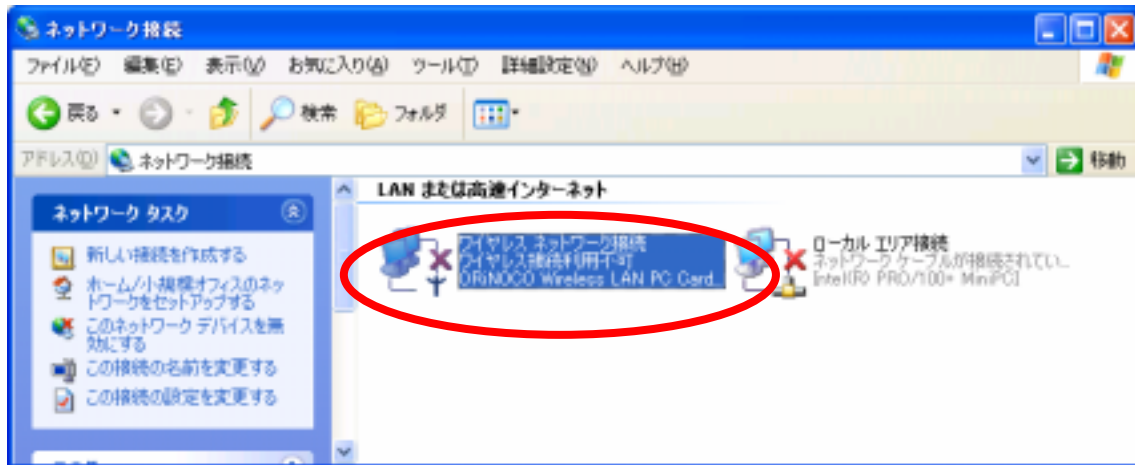 ネットワーク接続
ファイル(F) 編集(E) 表示(V) お気に入り(A) ツール(T) 詳細設定(N) ヘルプ(H)
戻る 検索 フォルダ
アドレス(D) ネットワーク接続 移動
ネットワーク タスク
新しい接続を作成する
ホーム/小規模オフィスのネッ
トワークをセットアップする
このネットワーク デバイスを無
効にする
この接続の名前を変更する
この接続の設定を変更する
LAN または高速インターネット
ワイヤレス ネットワーク接続
ワイヤレス接続利用不可
ORiNOCO Wireless LAN PC Card...
ローカル エリア接続
ネットワーク ケーブルが接続されてい...
Intel(R) PRO/100+ MiniPCI